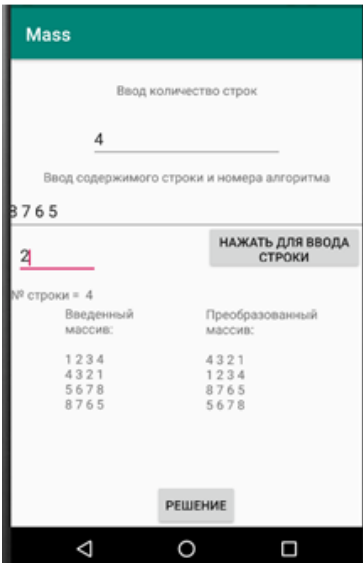 Mass
Ввод количество строк
4
Ввод содержимого строки и номера алгоритма
8 7 6 5
2
НАЖАТЬ ДЛЯ ВВОДА
СТРОКИ
№ строки = 4
Введенный
массив:
1 2 3 4
4 3 2 1
5 6 7 8
8 7 6 5
Преобразованный
массив:
4 3 2 1
1 2 3 4
8 7 6 5
5 6 7 8
РЕШЕНИЕ